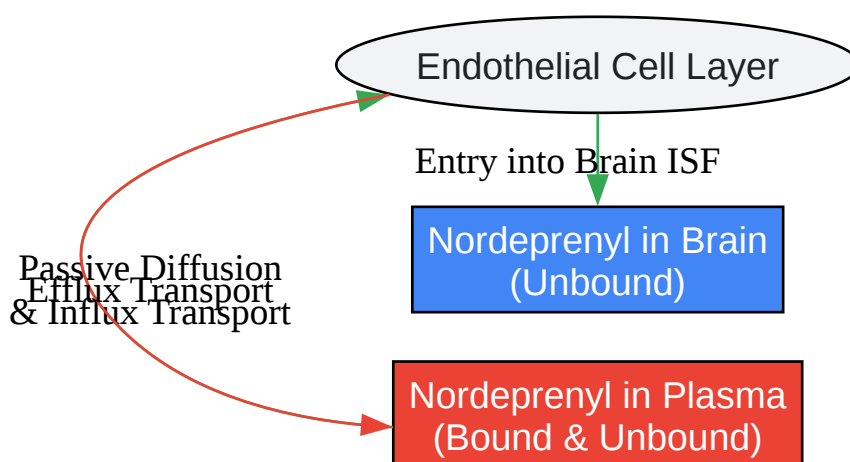 Endothelial Cell Layer
Entry into Brain ISF
Nordeprenyl in Brain
(Unbound)
Passive Diffusion
& Influx Transport
Efflux Transport
Nordeprenyl in Plasma
(Bound & Unbound)